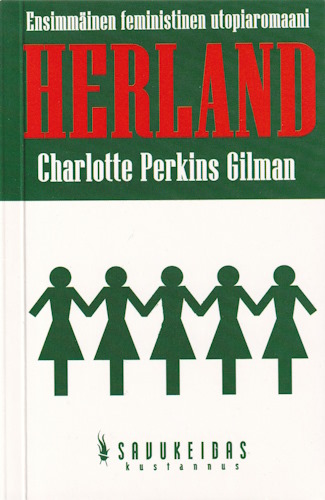 Ensimmäinen feministinen utopiaromaani
HERLAND
Charlotte Perkins Gilman
SAVUKEIDAS
kustannus